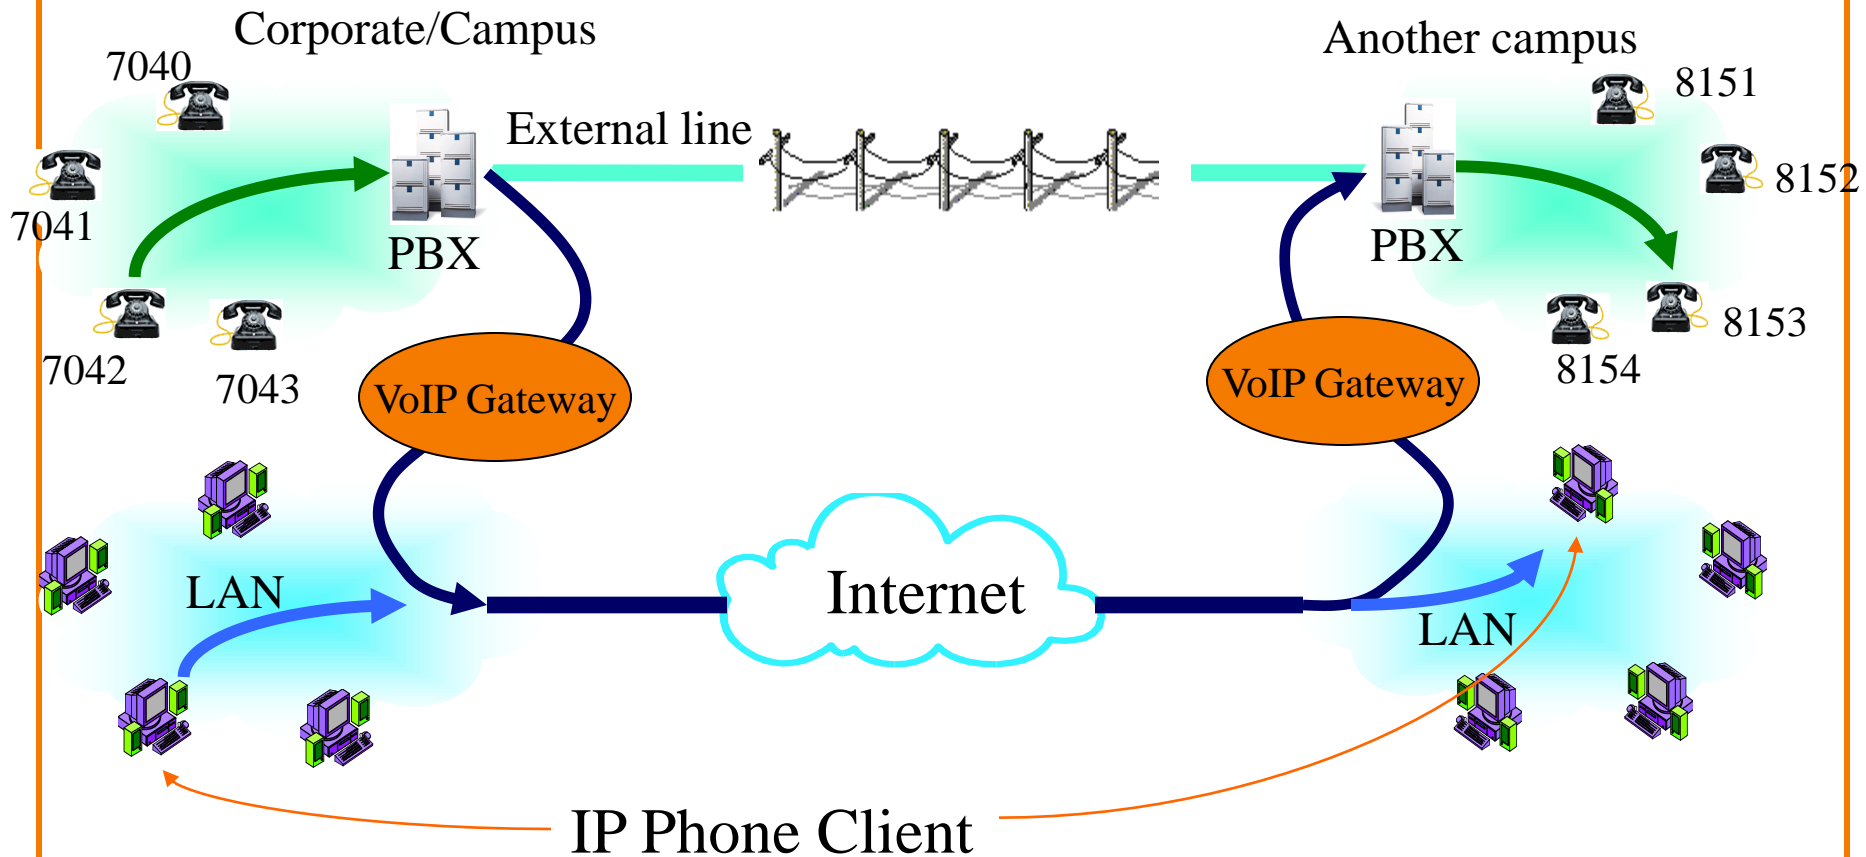 Corporate/Campus
Another campus
7040
8151
External line
8152
7041
PBX
PBX
8153
7042
7043
8154
VoIP Gateway
VoIP Gateway
LAN
Internet
LAN
IP Phone Client